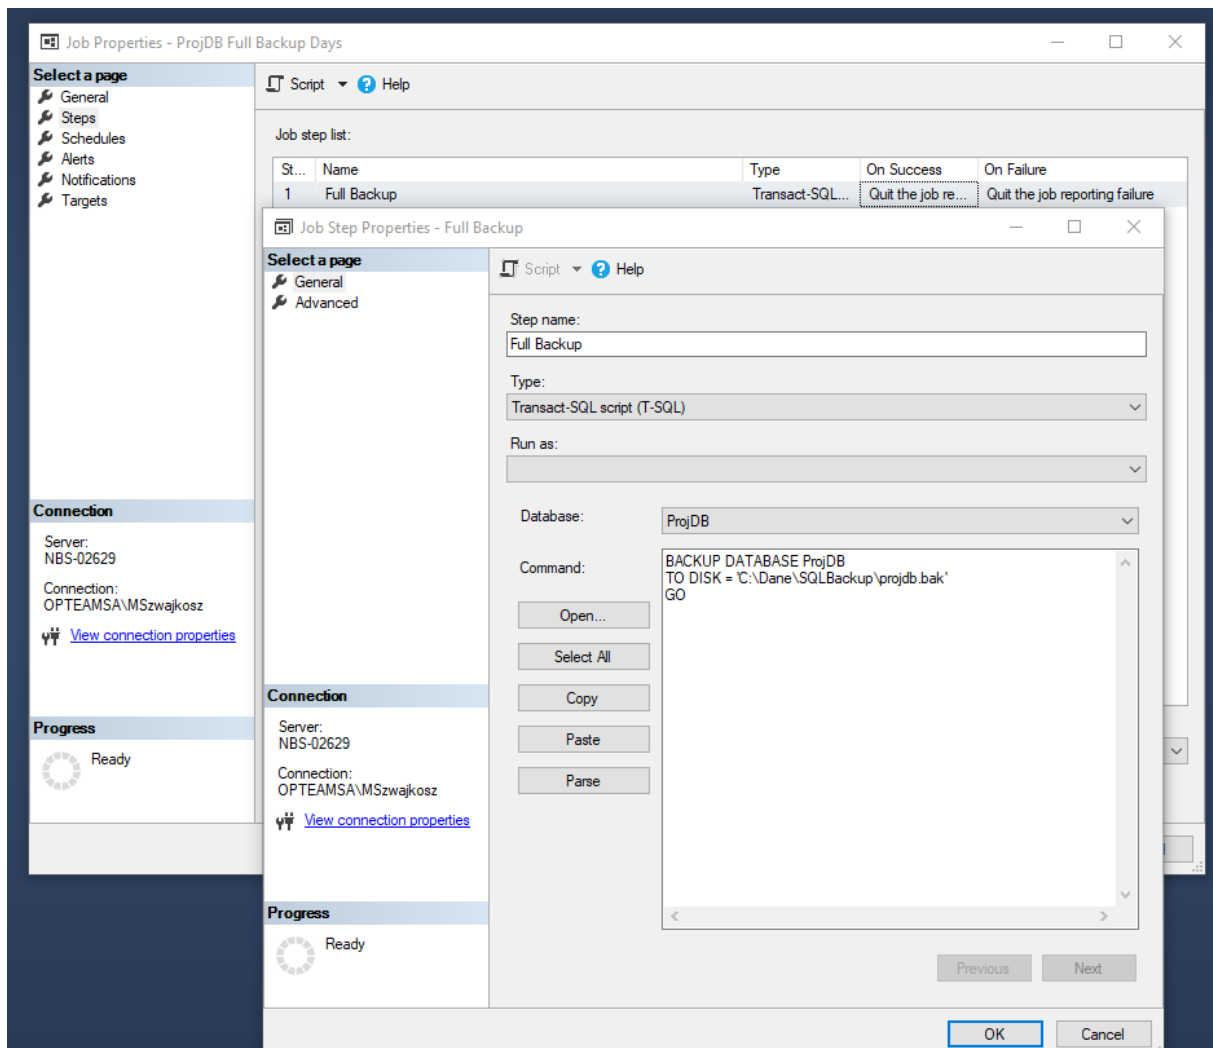 Job Properties - ProjDB Full Backup Days
Select a page
General
Steps
Schedules
Alerts
Notifications
Targets
Script
Help
Job step list:
St... Name Type On Success On Failure
1 Full Backup Transact-SQL... Quit the job re... Quit the job reporting failure
Connection
Server:
NBS-02629
Connection:
OPTEAMSA\MSzwajkosz
View connection properties
Progress
Ready
Job Step Properties - Full Backup
Select a page
General
Advanced
Script
Help
Step name:
Full Backup
Type:
Transact-SQL script (T-SQL)
Run as:
Database:
ProjDB
Command:
BACKUP DATABASE ProjDB
TO DISK = 'C:\Dane\SQLBackup\projdb.bak'
GO
Open...
Select All
Copy
Paste
Parse
Connection
Server:
NBS-02629
Connection:
OPTEAMSA\MSzwajkosz
View connection properties
Progress
Ready
Previous
Next
OK
Cancel